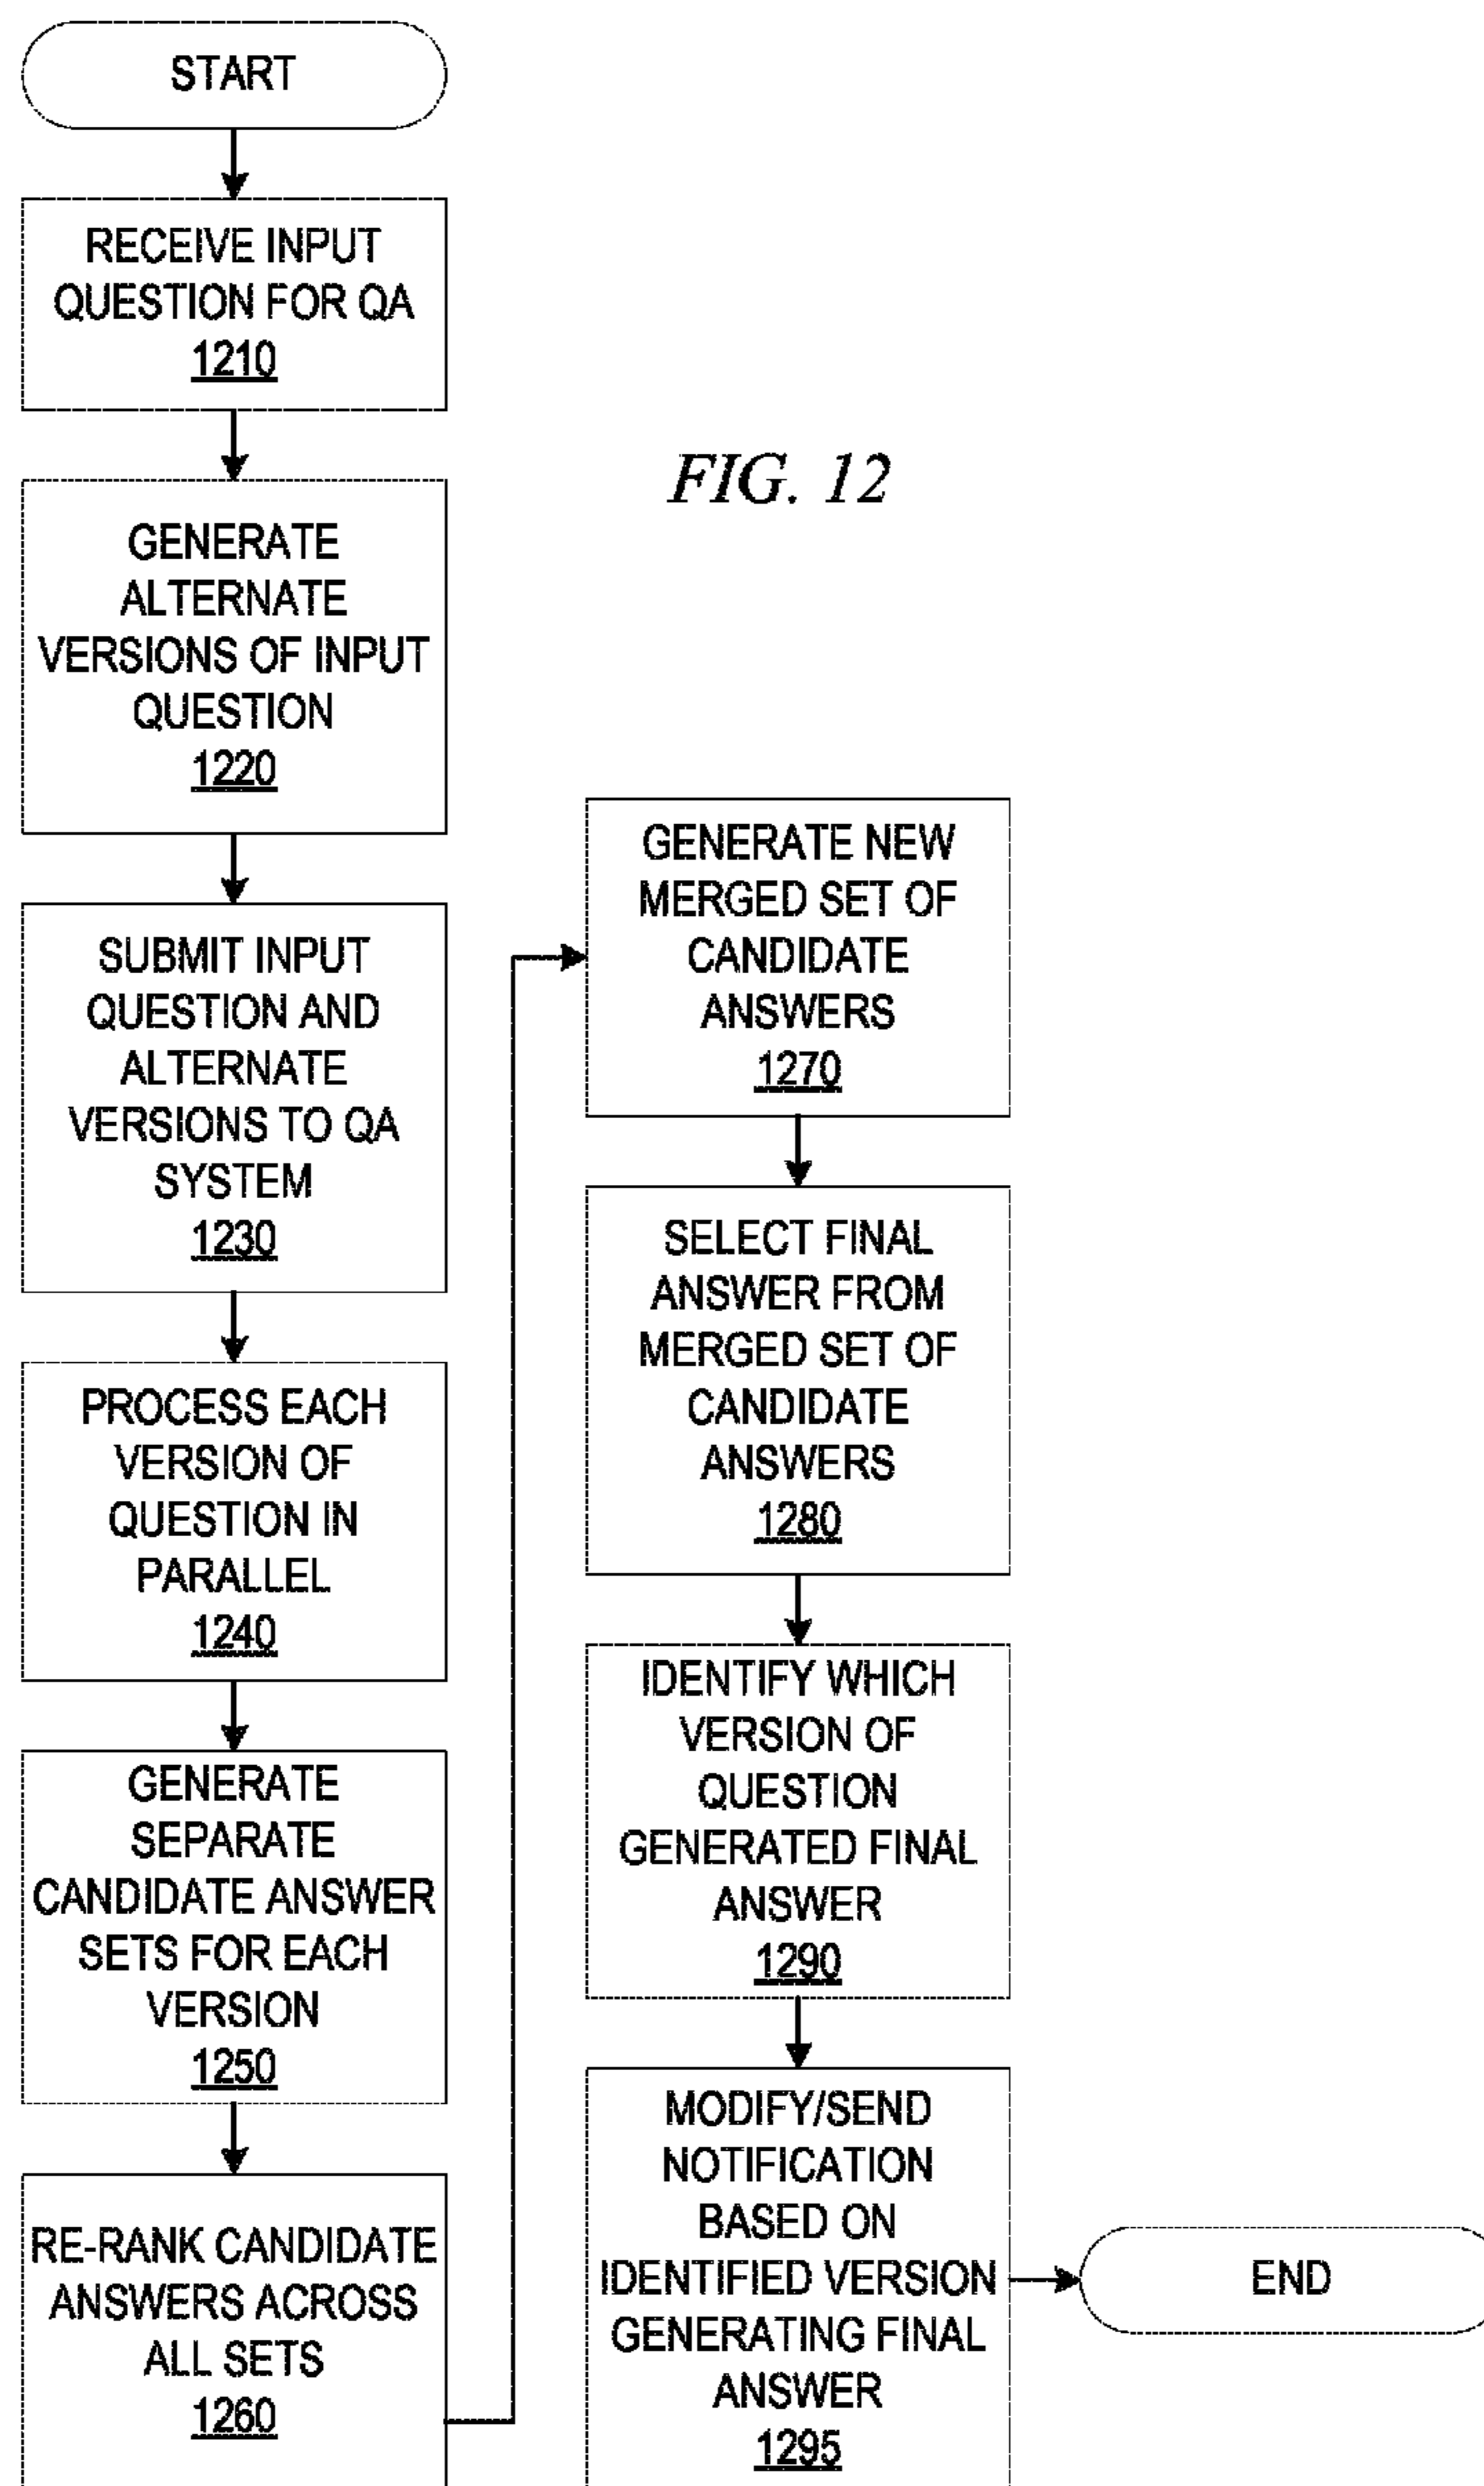 START
RECEIVE INPUT
QUESTION FOR QA
1210
GENERATE
ALTERNATE
VERSIONS OF INPUT
QUESTION
1220
SUBMIT INPUT
QUESTION AND
ALTERNATE
VERSIONS TO QA
SYSTEM
1230
PROCESS EACH
VERSION OF
QUESTION IN
PARALLEL
1240
GENERATE
SEPARATE
CANDIDATE ANSWER
SETS FOR EACH
VERSION
1250
RE-RANK CANDIDATE
ANSWERS ACROSS
ALL SETS
1260
FIG. 12
GENERATE NEW
MERGED SET OF
CANDIDATE
ANSWERS
1270
SELECT FINAL
ANSWER FROM
MERGED SET OF
CANDIDATE
ANSWERS
1280
IDENTIFY WHICH
VERSION OF
QUESTION
GENERATED FINAL
ANSWER
1290
MODIFY/SEND
NOTIFICATION
BASED ON
IDENTIFIED VERSION
GENERATING FINAL
ANSWER
1295
END